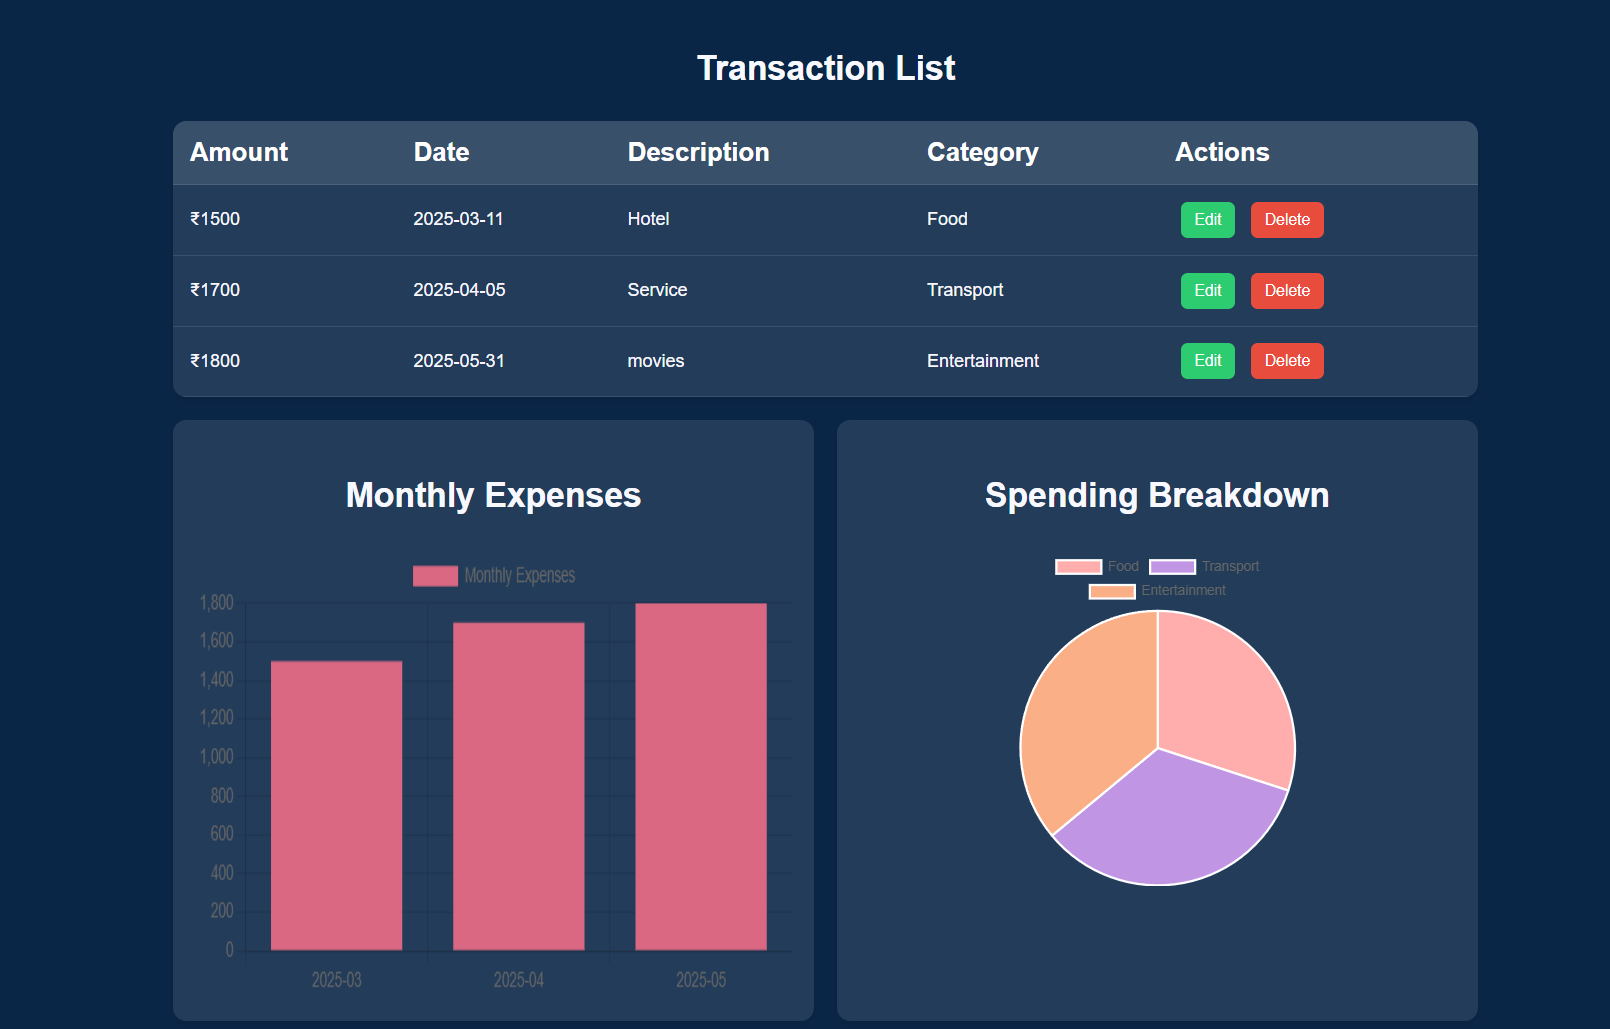 Transaction List
Amount Date Description Category Actions
₹1500 2025-03-11 Hotel Food Edit Delete
₹1700 2025-04-05 Service Transport Edit Delete
₹1800 2025-05-31 movies Entertainment Edit Delete
Monthly Expenses
Monthly Expenses
1,800
1,600
1,400
1,200
1,000
800
600
400
200
0
2025-03 2025-04 2025-05
Spending Breakdown
Food Transport
Entertainment